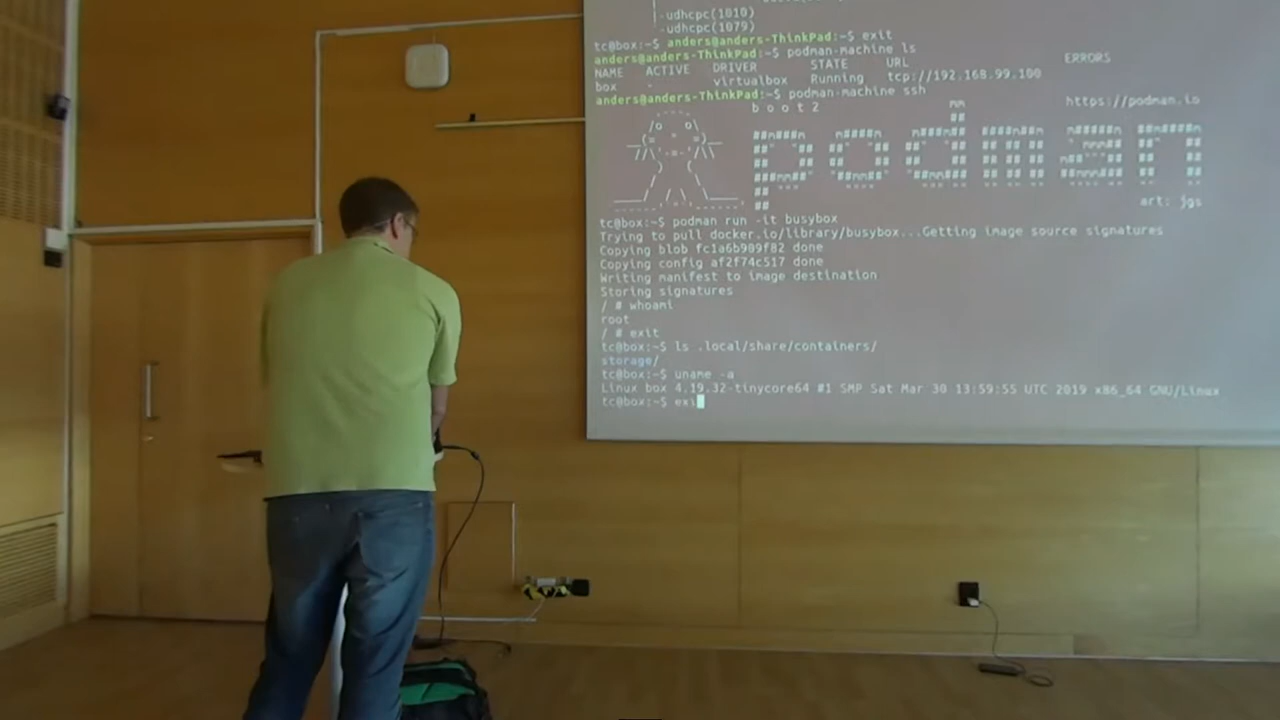 -udhcpc(1010)
-udhcpc(1079)
tc@box:~$ anders@anders-ThinkPad:~$ exit
anders@anders-ThinkPad:~$ podman-machine ls
NAME ACTIVE DRIVER STATE URL ERRORS
box - virtualbox Running tcp://192.168.99.100
anders@anders-ThinkPad:~$ podman-machine ssh
boot2 https://podman.io
podman
art: jgs
tc@box:~$ podman run -it busybox
Trying to pull docker.io/library/busybox...Getting image source signatures
Copying blob fc1a6b909f82 done
Copying config af2f74c517 done
Writing manifest to image destination
Storing signatures
/ # whoami
root
/ # exit
tc@box:~$ ls .local/share/containers/
storage/
tc@box:~$ uname -a
Linux box 4.19.32-tinycore64 #1 SMP Sat Mar 30 13:59:55 UTC 2019 x86_64 GNU/Linux
tc@box:~$ exi